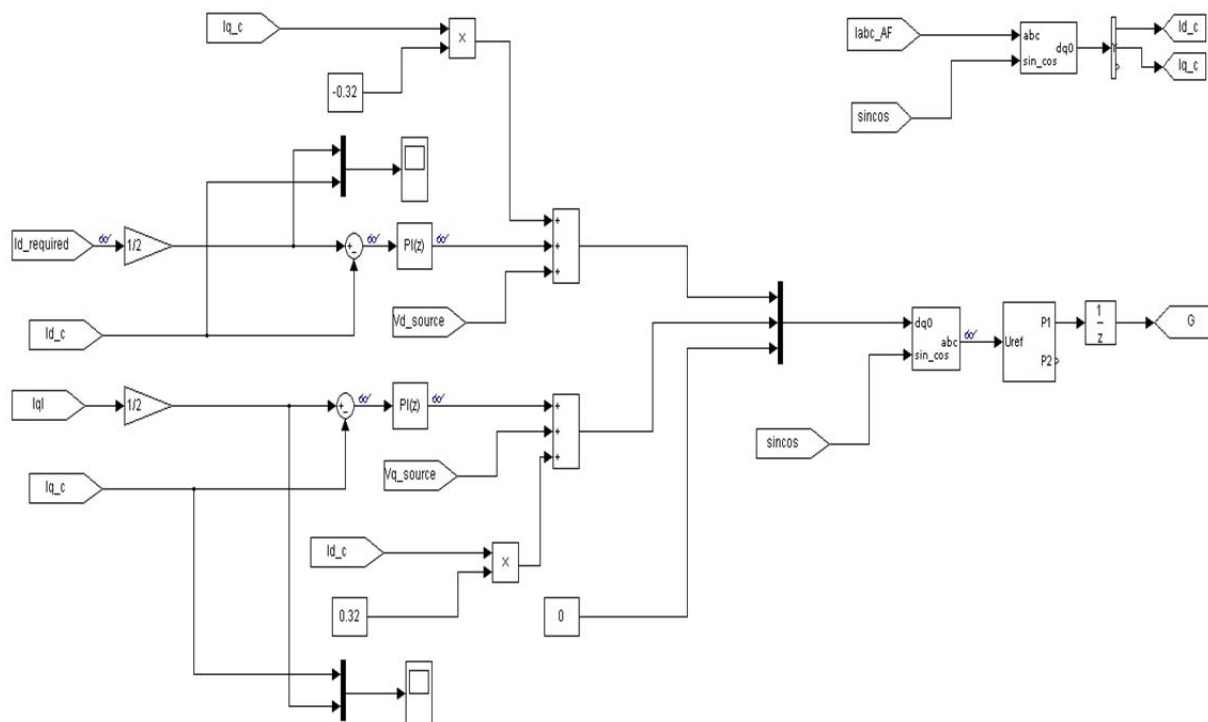 Iq_c
X
-0.32
Iabc_AF
abc
sin_cos
dq0
Id_c
Iq_c
sincos
Id_required
1/2
+
-
PI(z)
+
+
+
Id_c
Vd_source
Iql
1/2
+
-
PI(z)
+
+
+
Iq_c
Vq_source
Id_c
X
0.32
0
dq0
sin_cos
abc
sincos
Uref
P1
P2
1
z
G